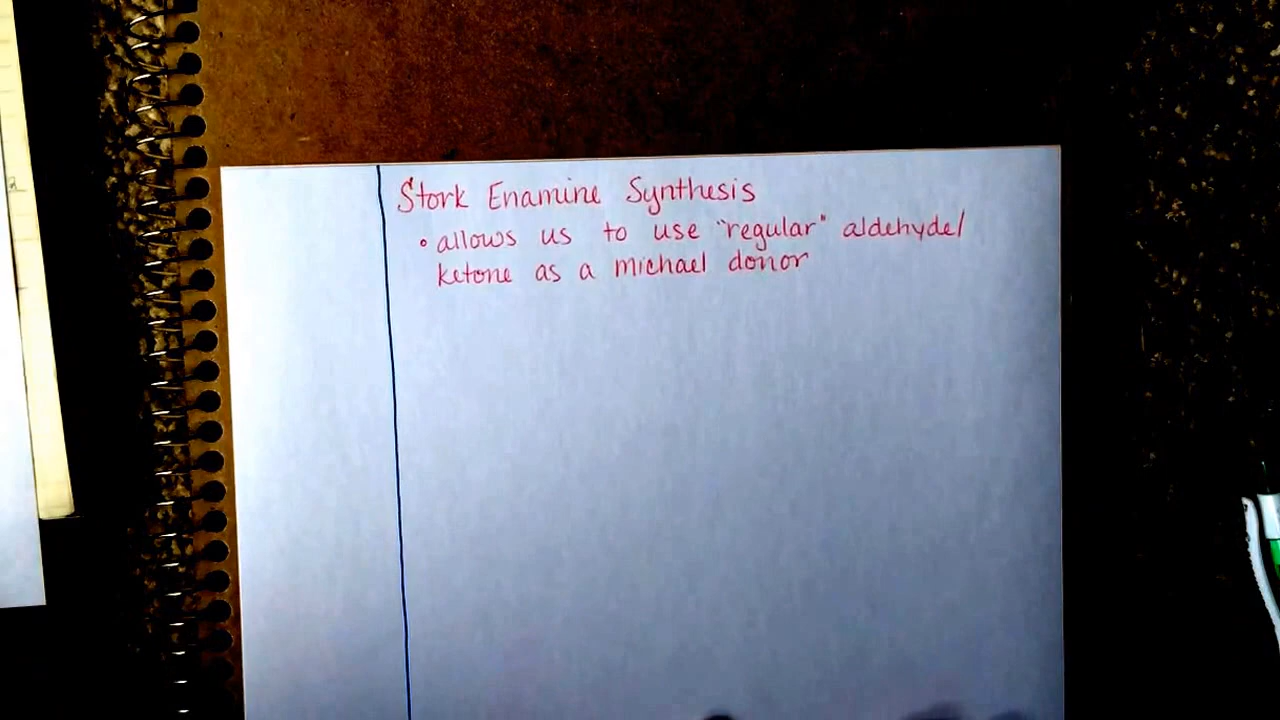 Stork Enamine Synthesis
• allows us to use "regular" aldehyde/
ketone as a michael donor